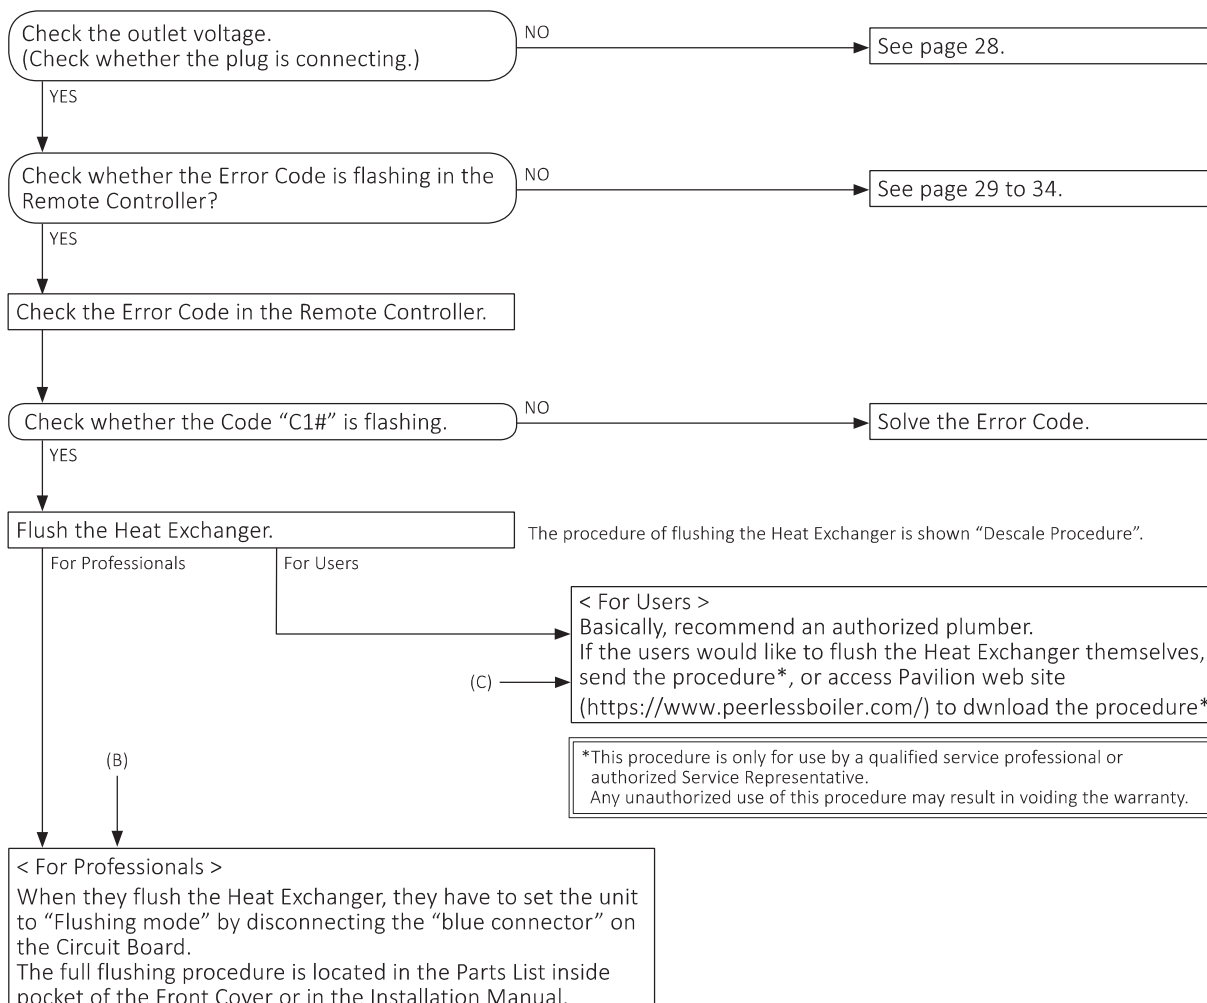 Check the outlet voltage.
(Check whether the plug is connecting.)
NO
See page 28.
YES
Check whether the Error Code is flashing in the
Remote Controller?
NO
See page 29 to 34.
YES
Check the Error Code in the Remote Controller.
Check whether the Code “C1#” is flashing.
NO
Solve the Error Code.
YES
Flush the Heat Exchanger.
The procedure of flushing the Heat Exchanger is shown “Descale Procedure”.
For Professionals
For Users
< For Users >
Basically, recommend an authorized plumber.
If the users would like to flush the Heat Exchanger themselves,
send the procedure*, or access Pavilion web site
(https://www.peerlessboiler.com/) to dwnload the procedure*
(C)
*This procedure is only for use by a qualified service professional or
authorized Service Representative.
Any unauthorized use of this procedure may result in voiding the warranty.
(B)
< For Professionals >
When they flush the Heat Exchanger, they have to set the unit
to “Flushing mode” by disconnecting the “blue connector” on
the Circuit Board.
The full flushing procedure is located in the Parts List inside
pocket of the Front Cover or in the Installation Manual.